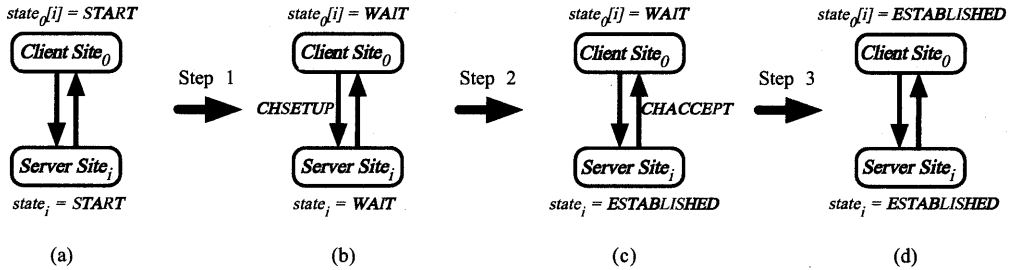 state0[i] = START
state0[i] = WAIT
state0[i] = WAIT
state0[i] = ESTABLISHED
Client Site0
Client Site0
Client Site0
Client Site0
Step 1
Step 2
Step 3
CHSETUP
CHACCEPT
Server Sitei
Server Sitei
Server Sitei
Server Sitei
statei = START
statei = WAIT
statei = ESTABLISHED
statei = ESTABLISHED
(a)
(b)
(c)
(d)